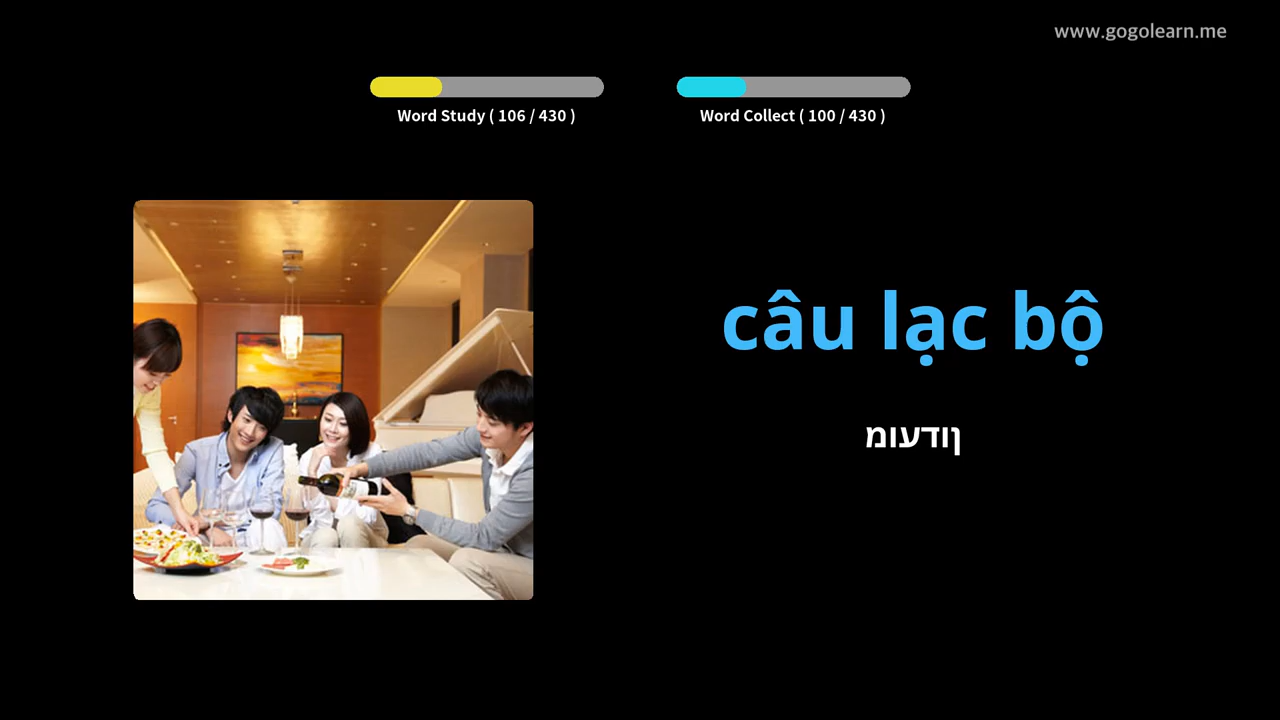 www.gogolearn.me
Word Study ( 106 / 430 )
Word Collect ( 100 / 430 )
câu lạc bộ
מועדון